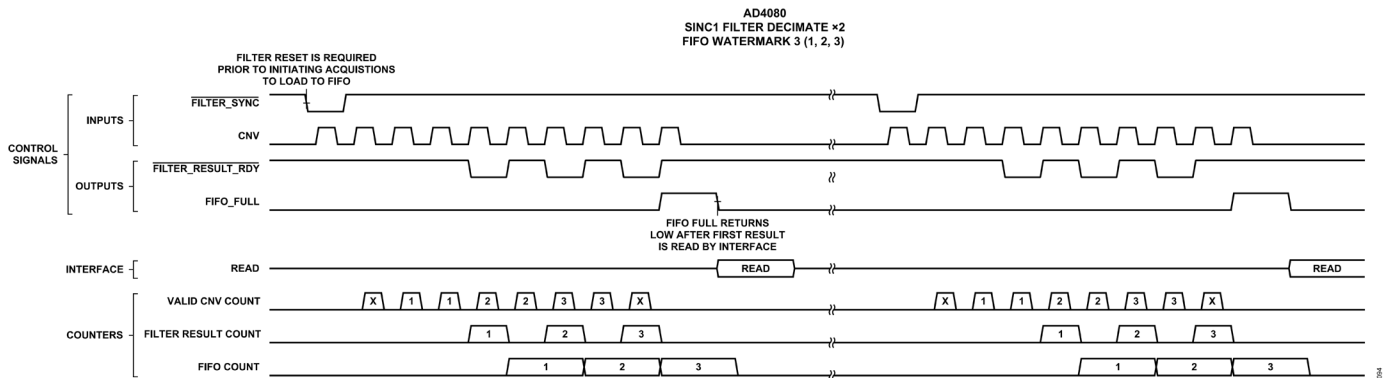 AD4080
SINC1 FILTER DECIMATE ×2
FIFO WATERMARK 3 (1, 2, 3)
FILTER RESET IS REQUIRED
PRIOR TO INITIATING ACQUISTIONS
TO LOAD TO FIFO
CONTROL
SIGNALS
INPUTS
FILTER_SYNC
CNV
OUTPUTS
FILTER_RESULT_RDY
FIFO_FULL
FIFO FULL RETURNS
LOW AFTER FIRST RESULT
IS READ BY INTERFACE
INTERFACE
READ
READ
READ
COUNTERS
VALID CNV COUNT
X 1 1 2 2 3 3 X X 1 1 2 2 3 3 X
FILTER RESULT COUNT
1 2 3 1 2 3
FIFO COUNT
1 2 3 1 2 3
094